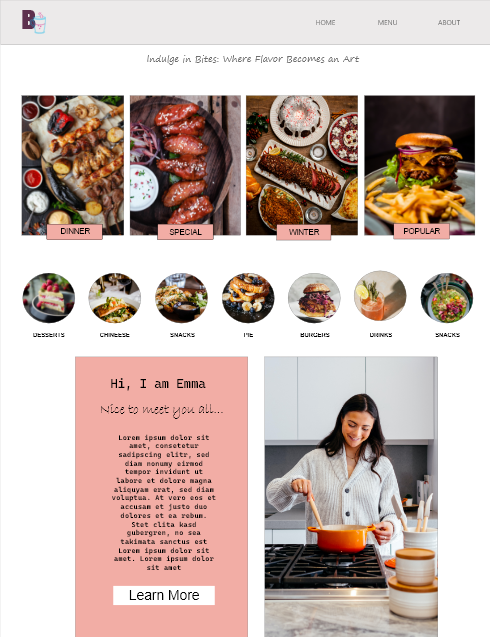 B
HOME MENU ABOUT
Indulge in Bites: Where Flavor Becomes an Art
DINNER SPECIAL WINTER POPULAR
DESSERTS CHINEESE SNACKS PIE BURGERS DRINKS SNACKS
Hi, I am Emma
Nice to meet you all...
Lorem ipsum dolor sit
amet, consetetur
sadipscing elitr, sed
diam nonumy eirmod
tempor invidunt ut
labore et dolore magna
aliquyam erat, sed diam
voluptua. At vero eos et
accusam et justo duo
dolores et ea rebum.
Stet clita kasd
gubergren, no sea
takimata sanctus est
Lorem ipsum dolor sit
amet. Lorem ipsum dolor
sit amet
Learn More